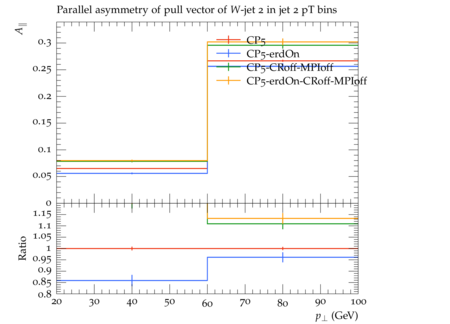 Parallel asymmetry of pull vector of W-jet 2 in jet 2 pT bins
A∥
CP5
CP5-erdOn
CP5-CRoff-MPIoff
CP5-erdOn-CRoff-MPIoff
0.3
0.25
0.2
0.15
0.1
0.05
0
Ratio
1.15
1.1
1.05
1
0.95
0.9
0.85
0.8
20 30 40 50 60 70 80 90 100
p⊥ (GeV)